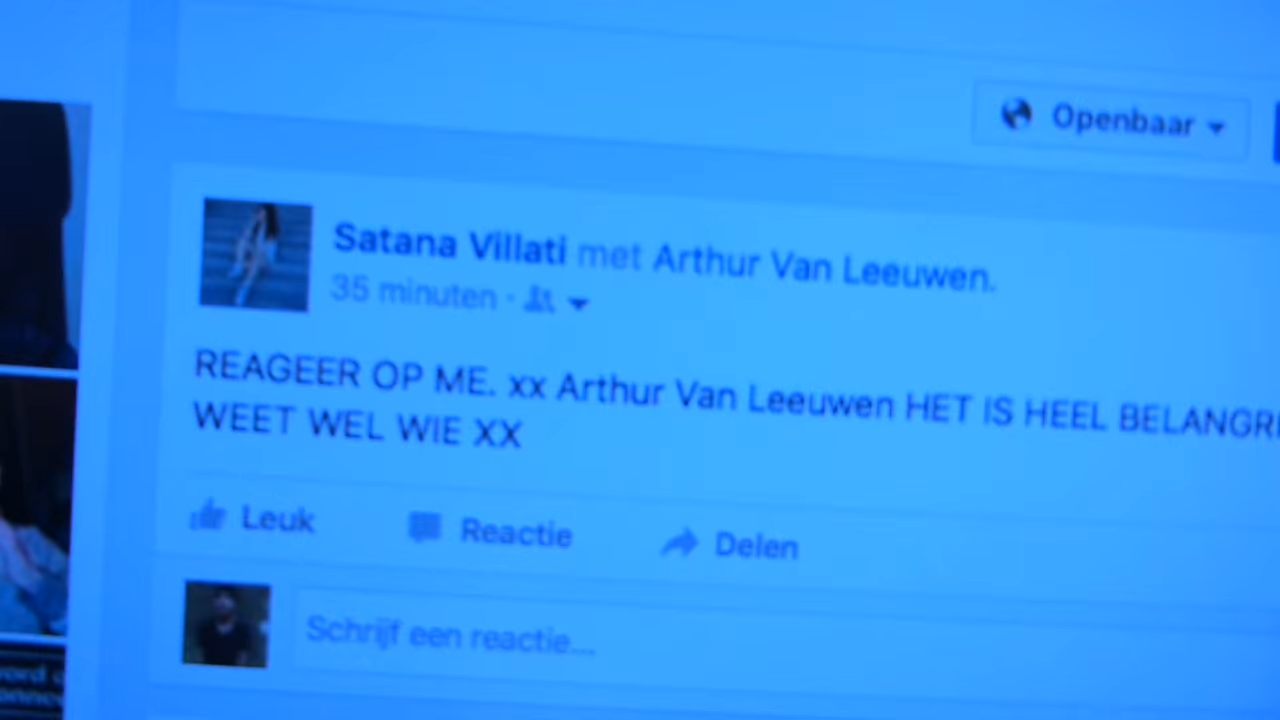 Openbaar
Satana Villati met Arthur Van Leeuwen.
35 minuten ·
REAGEER OP ME. xx Arthur Van Leeuwen HET IS HEEL
WEET WEL WIE XX
Leuk Reactie Delen
Schrijf een reactie...